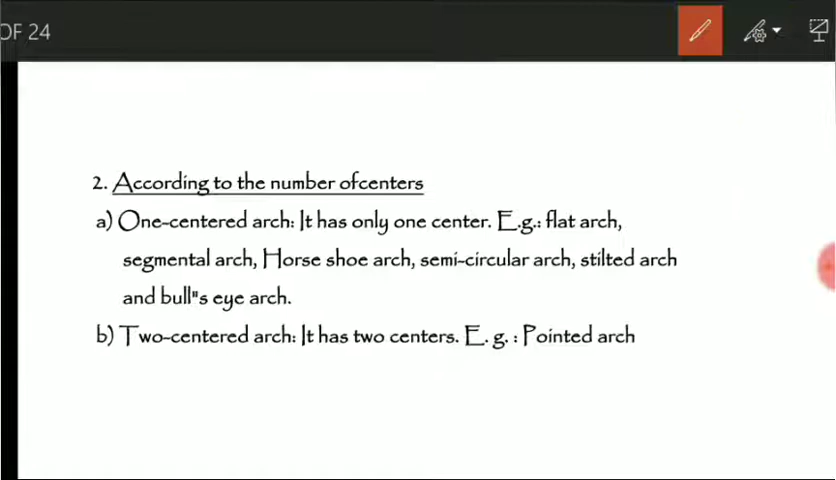 OF 24
2. According to the number ofcenters
a) One-centered arch: It has only one center. E.g.: flat arch,
segmental arch, Horse shoe arch, semi-circular arch, stilted arch
and bull"s eye arch.
b) Two-centered arch: It has two centers. E. g. : Pointed arch